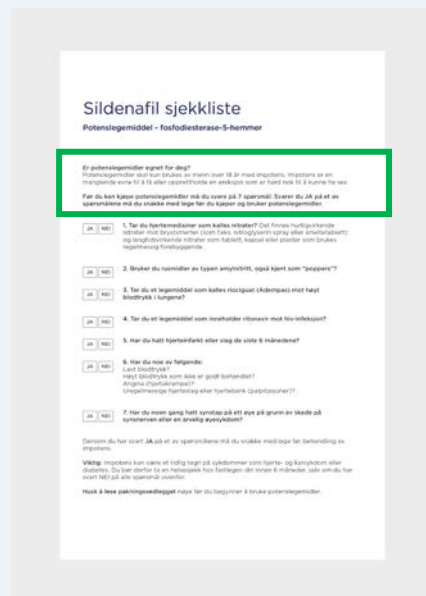 Sildenafil sjekkliste
Potenslegemiddel – fosfodiesterase-5-hemmer
Er potenslegemidler egnet for deg?
Potenslegemidler skal kun brukes av menn over 18 år med impotens. Impotens er en
manglende evne til å få eller opprettholde en ereksjon som er hard nok til å kunne ha sex.
Før du kan kjøpe potenslegemidler må du svare på 7 spørsmål. Svarer du JA på et av
spørsmålene må du snakke med lege før du kjøper og bruker potenslegemidler.
JA NEI 1. Tar du hjertemedisiner som kalles nitrater? Det finnes hurtigvirkende
nitrater mot brystsmerter (som f.eks. nitroglyserin spray eller smeltetablett)
og langtidsvirkende nitrater som tablett, kapsel eller plaster som brukes
regelmessig forebyggende.
JA NEI 2. Bruker du rusmidler av typen amylnitritt, også kjent som "poppers"?
JA NEI 3. Tar du et legemiddel som kalles riociguat (Adempas) mot høyt
blodtrykk i lungene?
JA NEI 4. Tar du et legemiddel som inneholder ritonavir mot hiv-infeksjon?
JA NEI 5. Har du hatt hjerteinfarkt eller slag de siste 6 månedene?
JA NEI 6. Har du noe av følgende:
Lavt blodtrykk?
Høyt blodtrykk som ikke er godt behandlet?
Angina (hjertekrampe)?
Uregelmessige hjerteslag eller hjertebank (palpitasjoner)?
JA NEI 7. Har du noen gang hatt synstap på ett øye på grunn av skade på
synsnerven eller en arvelig øyesykdom?
Dersom du har svart JA på et av spørsmålene må du snakke med lege før behandling av
impotens.
Viktig: Impotens kan være et tidlig tegn på sykdommer som hjerte- og karsykdom eller
diabetes. Du bør derfor ta en helsesjekk hos fastlegen din innen 6 måneder, selv om du har
svart NEI på alle spørsmål ovenfor.
Husk å lese pakningsvedlegget nøye før du begynner å bruke potenslegemidler.